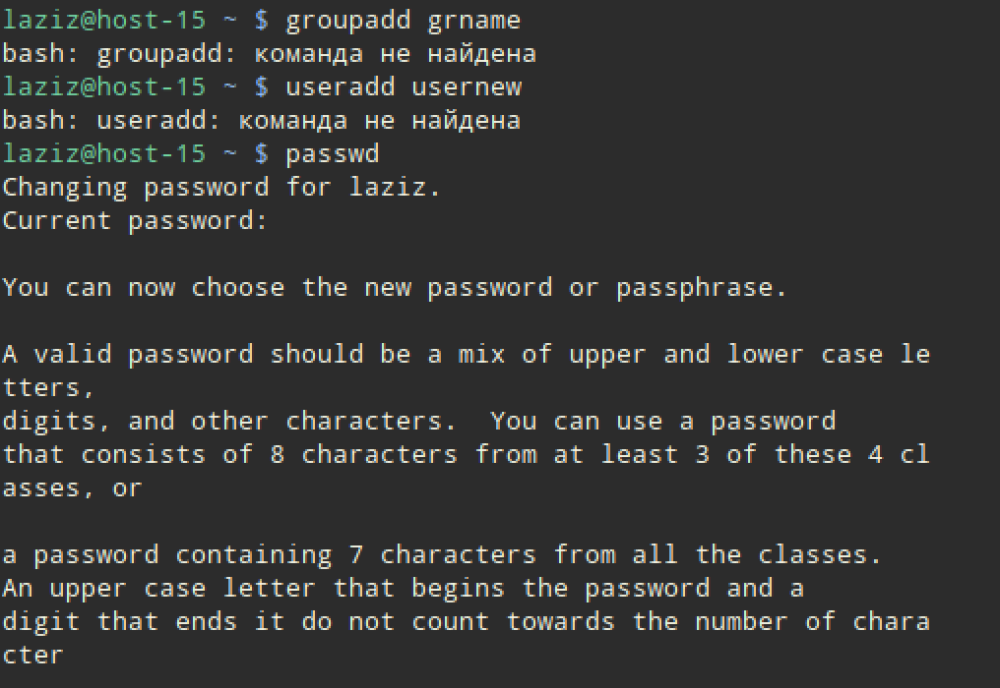 laziz@host-15 ~ $ groupadd grname
bash: groupadd: команда не найдена
laziz@host-15 ~ $ useradd usernew
bash: useradd: команда не найдена
laziz@host-15 ~ $ passwd
Changing password for laziz.
Current password:
You can now choose the new password or passphrase.
A valid password should be a mix of upper and lower case le
tters,
digits, and other characters.  You can use a password
that consists of 8 characters from at least 3 of these 4 cl
asses, or
a password containing 7 characters from all the classes.
An upper case letter that begins the password and a
digit that ends it do not count towards the number of chara
cter